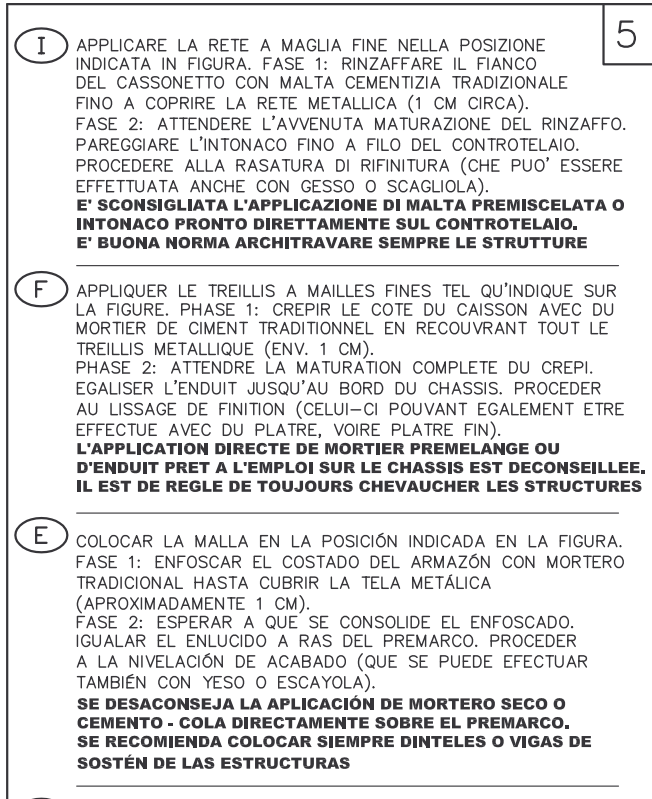 5
I
APPLICARE LA RETE A MAGLIA FINE NELLA POSIZIONE
INDICATA IN FIGURA. FASE 1: RINZAFFARE IL FIANCO
DEL CASSONETTO CON MALTA CEMENTIZIA TRADIZIONALE
FINO A COPRIRE LA RETE METALLICA (1 CM CIRCA).
FASE 2: ATTENDERE L'AVVENUTA MATURAZIONE DEL RINZAFFO.
PAREGGIARE L'INTONACO FINO A FILO DEL CONTROTELAIO.
PROCEDERE ALLA RASATURA DI RIFINITURA (CHE PUO' ESSERE
EFFETTUATA ANCHE CON GESSO O SCAGLIOLA).
E' SCONSIGLIATA L'APPLICAZIONE DI MALTA PREMISCELATA O
INTONACO PRONTO DIRETTAMENTE SUL CONTROTELAIO.
E' BUONA NORMA ARCHITRAVARE SEMPRE LE STRUTTURE
F
APPLIQUER LE TREILLIS A MAILLES FINES TEL QU'INDIQUE SUR
LA FIGURE. PHASE 1: CREPIR LE COTE DU CAISSON AVEC DU
MORTIER DE CIMENT TRADITIONNEL EN RECOUVRANT TOUT LE
TREILLIS METALLIQUE (ENV. 1 CM).
PHASE 2: ATTENDRE LA MATURATION COMPLETE DU CREPI.
EGALISER L'ENDUIT JUSQU'AU BORD DU CHASSIS. PROCEDER
AU LISSAGE DE FINITION (CELUI-CI POUVANT EGALEMENT ETRE
EFFECTUE AVEC DU PLATRE, VOIRE PLATRE FIN).
L'APPLICATION DIRECTE DE MORTIER PREMELANGE OU
D'ENDUIT PRET A L'EMPLOI SUR LE CHASSIS EST DECONSEILLEE.
IL EST DE REGLE DE TOUJOURS CHEVAUCHER LES STRUCTURES
E
COLOCAR LA MALLA EN LA POSICIÓN INDICADA EN LA FIGURA.
FASE 1: ENFOSCAR EL COSTADO DEL ARMAZÓN CON MORTERO
TRADICIONAL HASTA CUBRIR LA TELA METÁLICA
(APROXIMADAMENTE 1 CM).
FASE 2: ESPERAR A QUE SE CONSOLIDE EL ENFOSCADO.
IGUALAR EL ENLUCIDO A RAS DEL PREMARCO. PROCEDER
A LA NIVELACIÓN DE ACABADO (QUE SE PUEDE EFECTUAR
TAMBIÉN CON YESO O ESCAYOLA).
SE DESACONSEJA LA APLICACIÓN DE MORTERO SECO O
CEMENTO - COLA DIRECTAMENTE SOBRE EL PREMARCO.
SE RECOMIENDA COLOCAR SIEMPRE DINTELES O VIGAS DE
SOSTÉN DE LAS ESTRUCTURAS